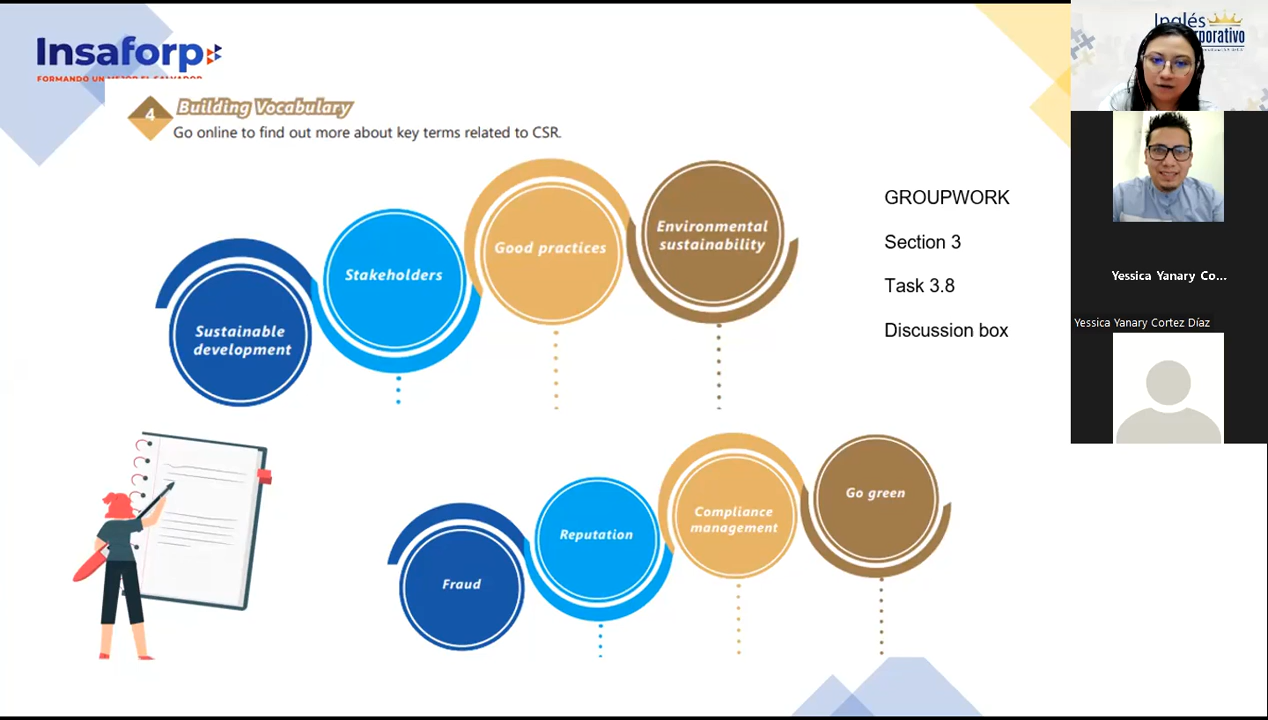 Insaforp
FORMANDO UN MEJOR EL SALVADOR
4
Building Vocabulary
Go online to find out more about key terms related to CSR.
Sustainable
development
Stakeholders
Good practices
Environmental
sustainability
GROUPWORK
Section 3
Task 3.8
Discussion box
Fraud
Reputation
Compliance
management
Go green
Inglés
Yessica Yanary Co...
Yessica Yanary Cortez Díaz